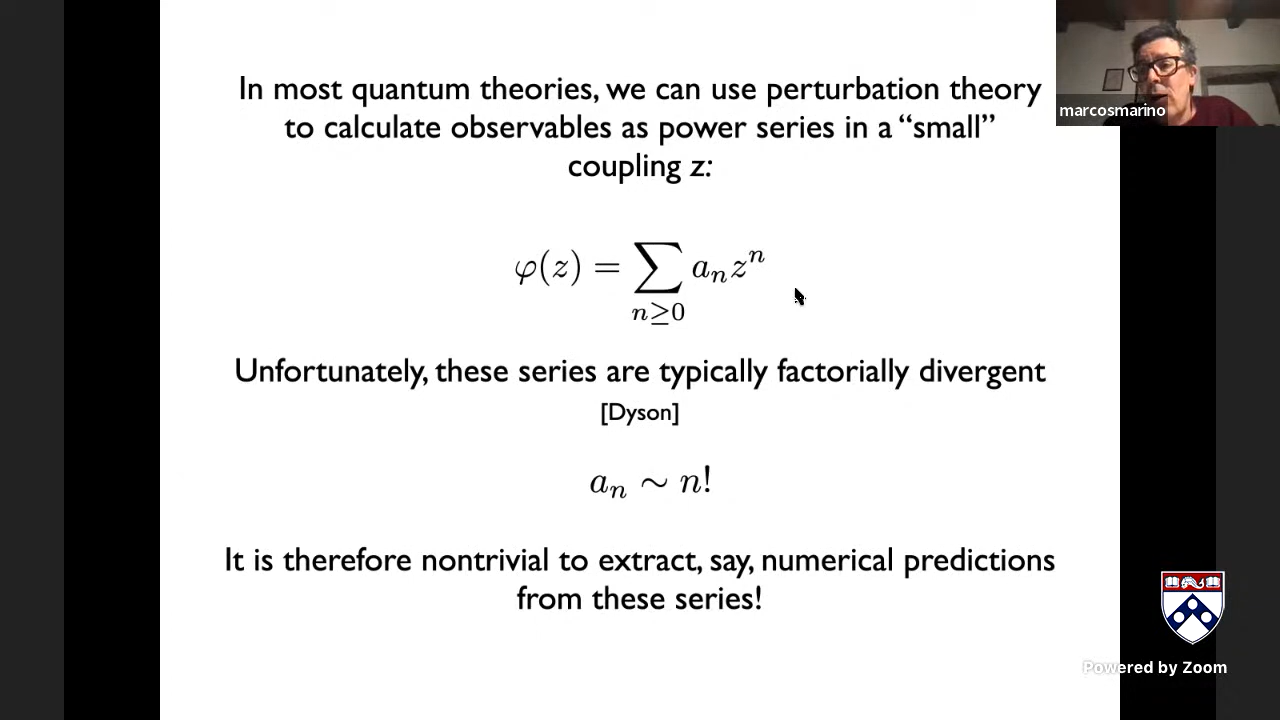 In most quantum theories, we can use perturbation theory
to calculate observables as power series in a “small”
coupling z:
φ(z) = ∑_{n≥0} a_n z^n
Unfortunately, these series are typically factorially divergent
[Dyson]
a_n ∼ n!
It is therefore nontrivial to extract, say, numerical predictions
from these series!
marcosmarino
Powered by Zoom